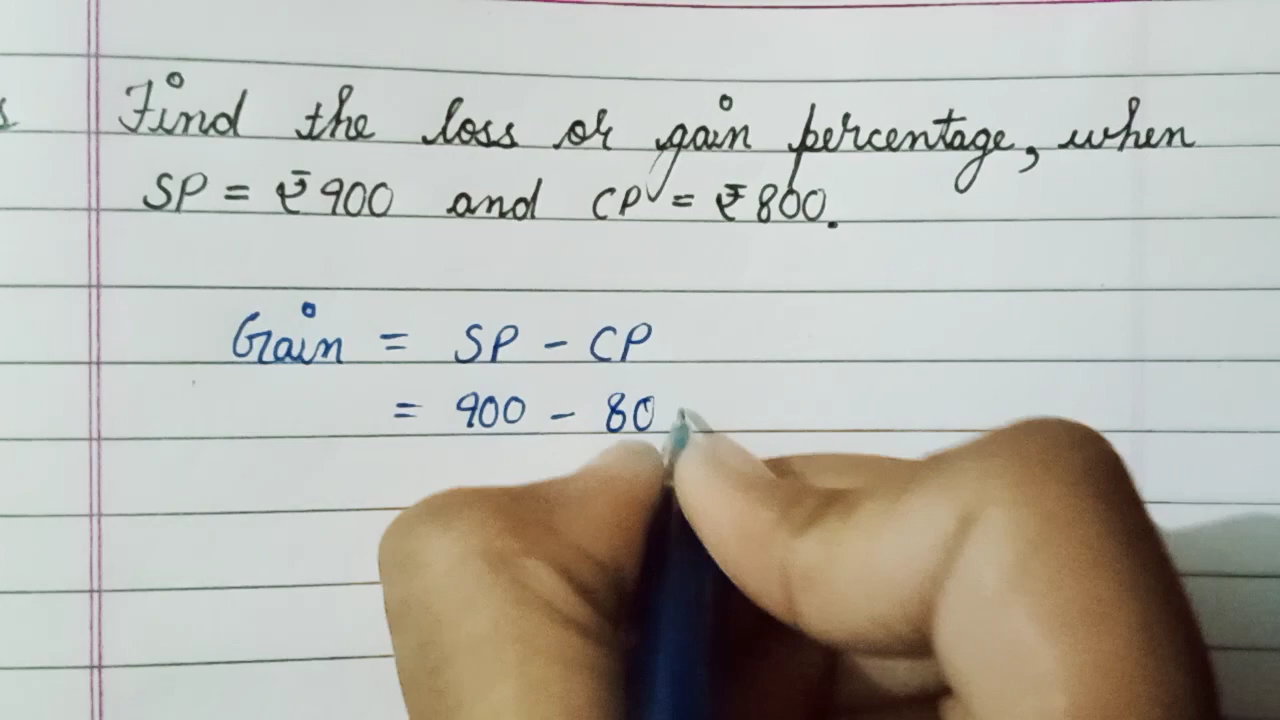 s
Find the loss or gain percentage, when
SP = ₹900 and CP = ₹800.
Gain = SP - CP
= 900 - 80